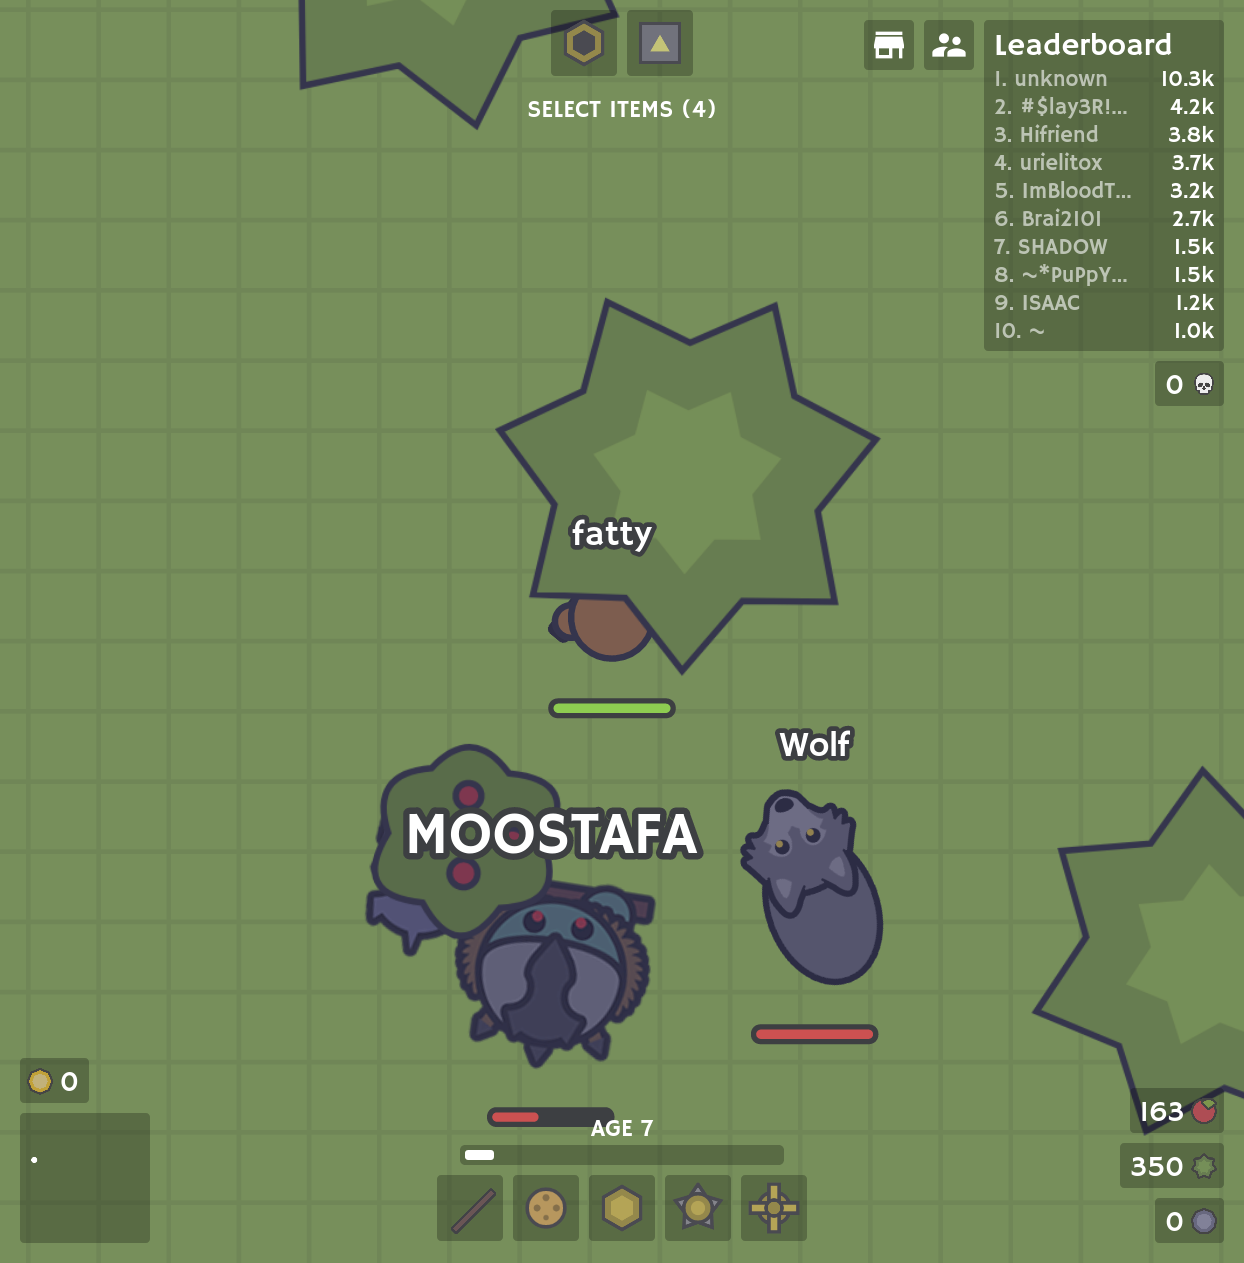 SELECT ITEMS (4)
Leaderboard
1. unknown 10.3k
2. #$lay3R!... 4.2k
3. Hifriend 3.8k
4. urielitox 3.7k
5. ImBloodT... 3.2k
6. Brai2101 2.7k
7. SHADOW 1.5k
8. ~*PuPpY... 1.5k
9. ISAAC 1.2k
10. ~ 1.0k
0
fatty
Wolf
MOOSTAFA
0
163
AGE 7
350
0